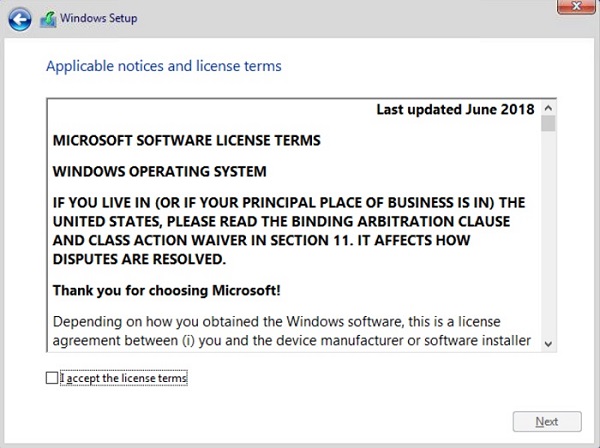 Windows Setup
Applicable notices and license terms
Last updated June 2018
MICROSOFT SOFTWARE LICENSE TERMS
WINDOWS OPERATING SYSTEM
IF YOU LIVE IN (OR IF YOUR PRINCIPAL PLACE OF BUSINESS IS IN) THE
UNITED STATES, PLEASE READ THE BINDING ARBITRATION CLAUSE
AND CLASS ACTION WAIVER IN SECTION 11. IT AFFECTS HOW
DISPUTES ARE RESOLVED.
Thank you for choosing Microsoft!
Depending on how you obtained the Windows software, this is a license
agreement between (i) you and the device manufacturer or software installer
I accept the license terms
Next